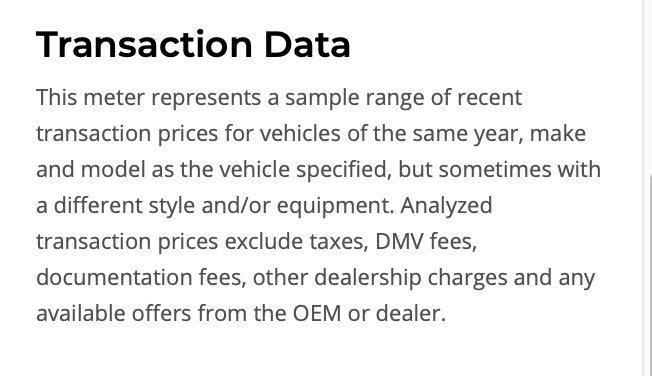 Transaction Data
This meter represents a sample range of recent
transaction prices for vehicles of the same year, make
and model as the vehicle specified, but sometimes with
a different style and/or equipment. Analyzed
transaction prices exclude taxes, DMV fees,
documentation fees, other dealership charges and any
available offers from the OEM or dealer.